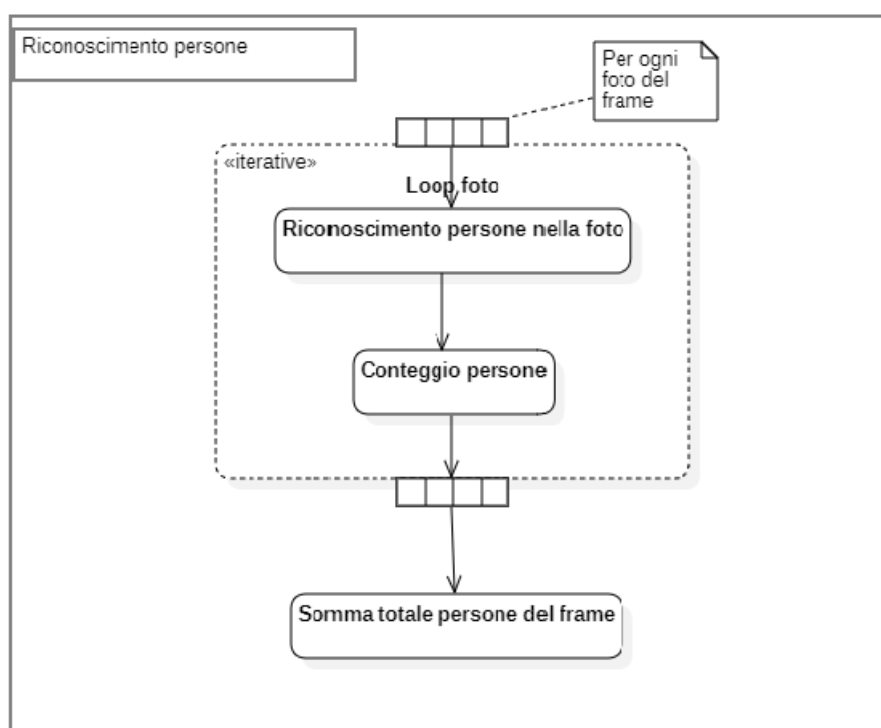 Riconoscimento persone
Per ogni
foto del
frame
«iterative»
Loop foto
Riconoscimento persone nella foto
Conteggio persone
Somma totale persone del frame